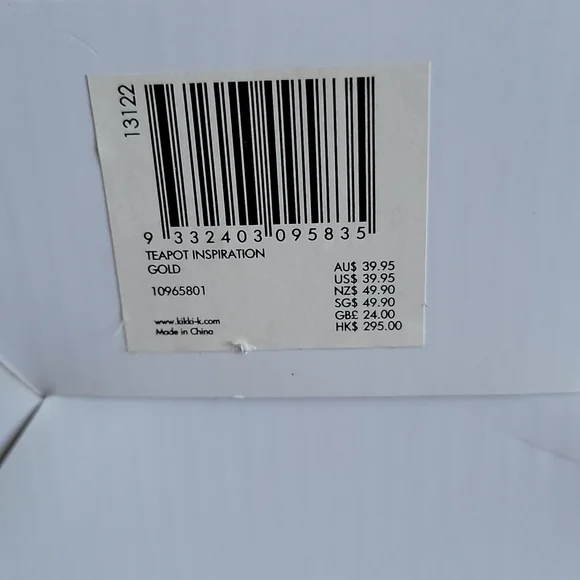 13122
9 332403 095835
TEAPOT INSPIRATION
GOLD
10965801
www.kikki-k.com
Made in China
AU$ 39.95
US$ 39.95
NZ$ 49.90
SG$ 49.90
GB£ 24.00
HK$ 295.00